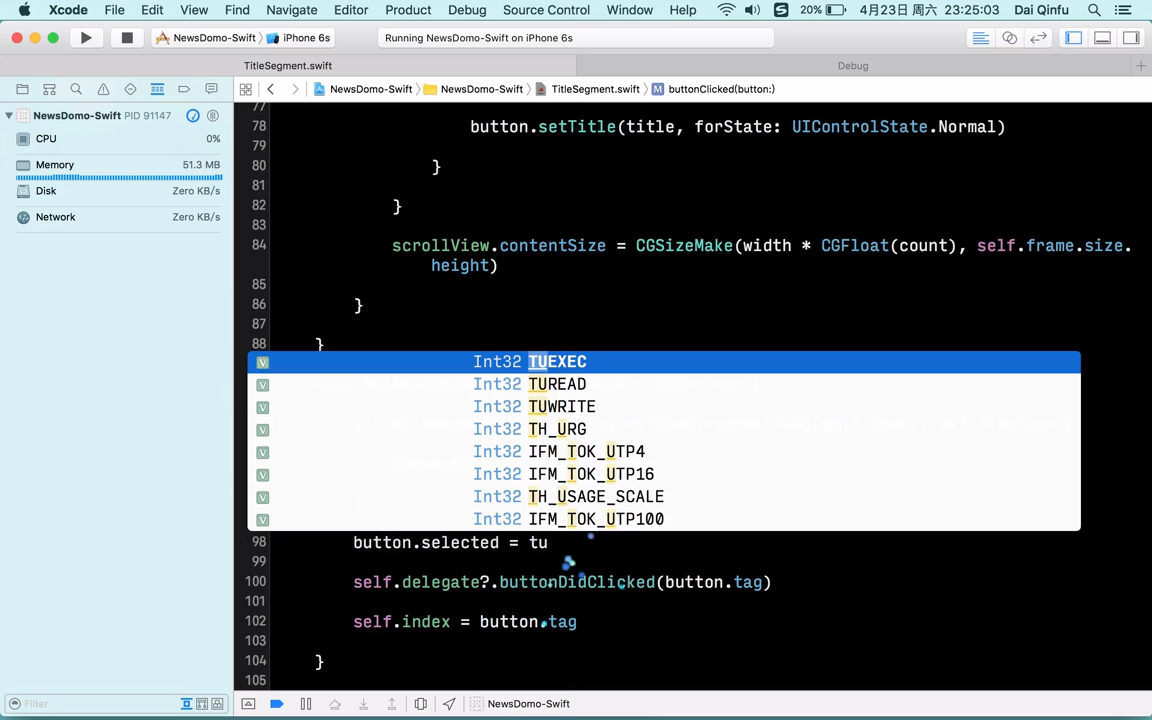 Xcode File Edit View Find Navigate Editor Product Debug Source Control Window Help 20% 4月23日 周六 23:25:03 Dai Qinfu
NewsDomo-Swift iPhone 6s Running NewsDomo-Swift on iPhone 6s
TitleSegment.swift Debug
NewsDomo-Swift NewsDomo-Swift TitleSegment.swift M buttonClicked(button:)
NewsDomo-Swift PID 91147
CPU 0%
Memory 51.3 MB
Disk Zero KB/s
Network Zero KB/s
77
78 button.setTitle(title, forState: UIControlState.Normal)
79
80 }
81
82 }
83
84 scrollView.contentSize = CGSizeMake(width * CGFloat(count), self.frame.size.
height)
85
86 }
87
88 }
V Int32 TUEXEC
V Int32 TUREAD
V Int32 TUWRITE
V Int32 TH_URG
V Int32 IFM_TOK_UTP4
V Int32 IFM_TOK_UTP16
V Int32 TH_USAGE_SCALE
V Int32 IFM_TOK_UTP100
98 button.selected = tu
99
100 self.delegate?.buttonDidClicked(button.tag)
101
102 self.index = button.tag
103
104 }
105
Filter NewsDomo-Swift